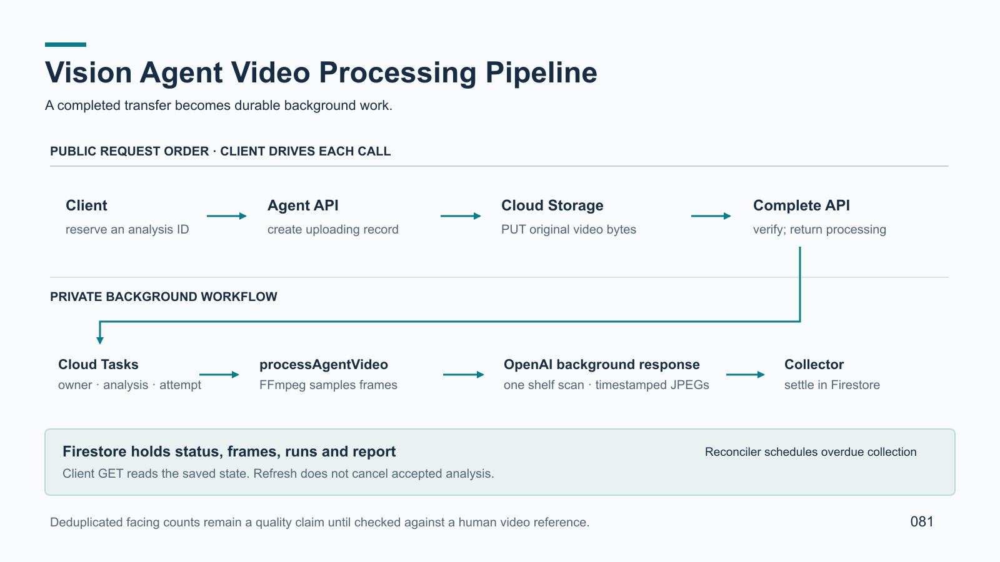 Vision Agent Video Processing Pipeline
A completed transfer becomes durable background work.
PUBLIC REQUEST ORDER · CLIENT DRIVES EACH CALL
Client
reserve an analysis ID
Agent API
create uploading record
Cloud Storage
PUT original video bytes
Complete API
verify; return processing
PRIVATE BACKGROUND WORKFLOW
Cloud Tasks
owner · analysis · attempt
processAgentVideo
FFmpeg samples frames
OpenAI background response
one shelf scan · timestamped JPEGs
Collector
settle in Firestore
Firestore holds status, frames, runs and report
Client GET reads the saved state. Refresh does not cancel accepted analysis.
Reconciler schedules overdue collection
Deduplicated facing counts remain a quality claim until checked against a human video reference.
081